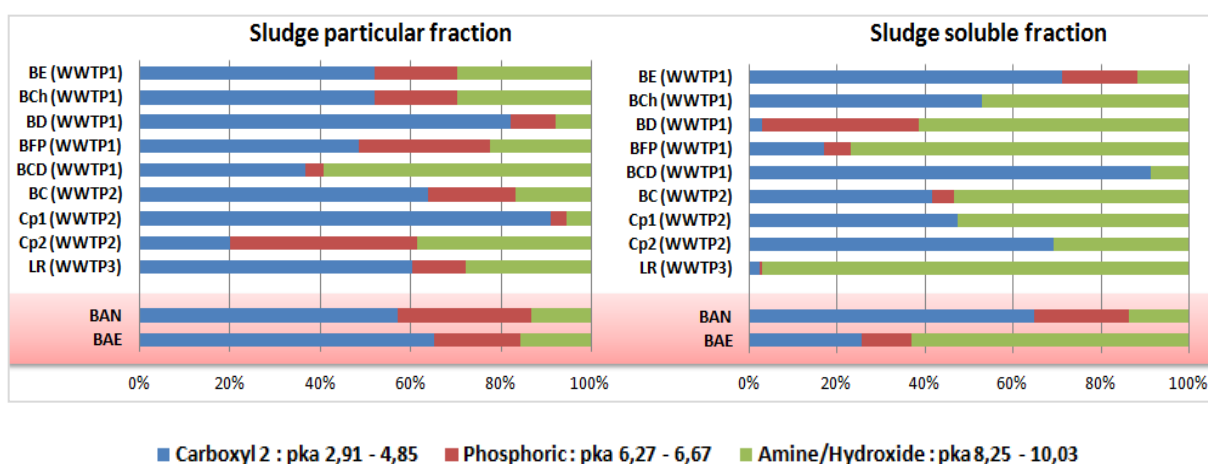 Sludge particular fraction
BE (WWTP1)
BCh (WWTP1)
BD (WWTP1)
BFP (WWTP1)
BCD (WWTP1)
BC (WWTP2)
Cp1 (WWTP2)
Cp2 (WWTP2)
LR (WWTP3)
BAN
BAE
0% 20% 40% 60% 80% 100%
Sludge soluble fraction
BE (WWTP1)
BCh (WWTP1)
BD (WWTP1)
BFP (WWTP1)
BCD (WWTP1)
BC (WWTP2)
Cp1 (WWTP2)
Cp2 (WWTP2)
LR (WWTP3)
BAN
BAE
0% 20% 40% 60% 80% 100%
Carboxyl 2 : pka 2,91 - 4,85 Phosphoric : pka 6,27 - 6,67 Amine/Hydroxide : pka 8,25 - 10,03